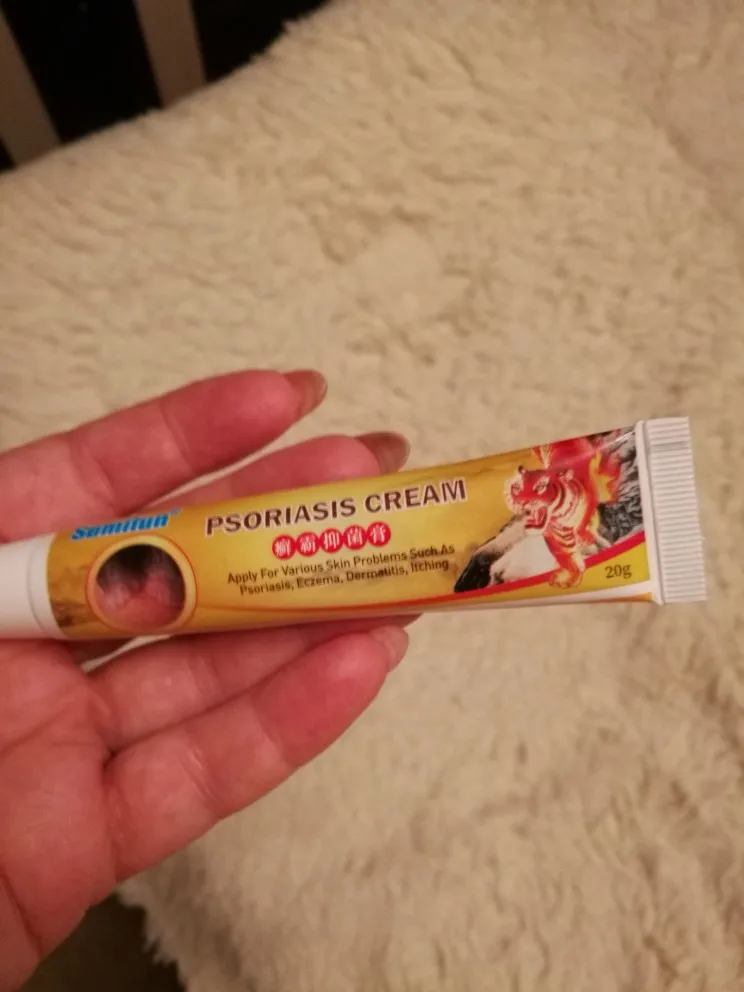 Sumifun®
PSORIASIS CREAM
癣霸抑菌膏
Apply For Various Skin Problems Such As
Psoriasis, Eczema, Dermatitis, Itching
20g